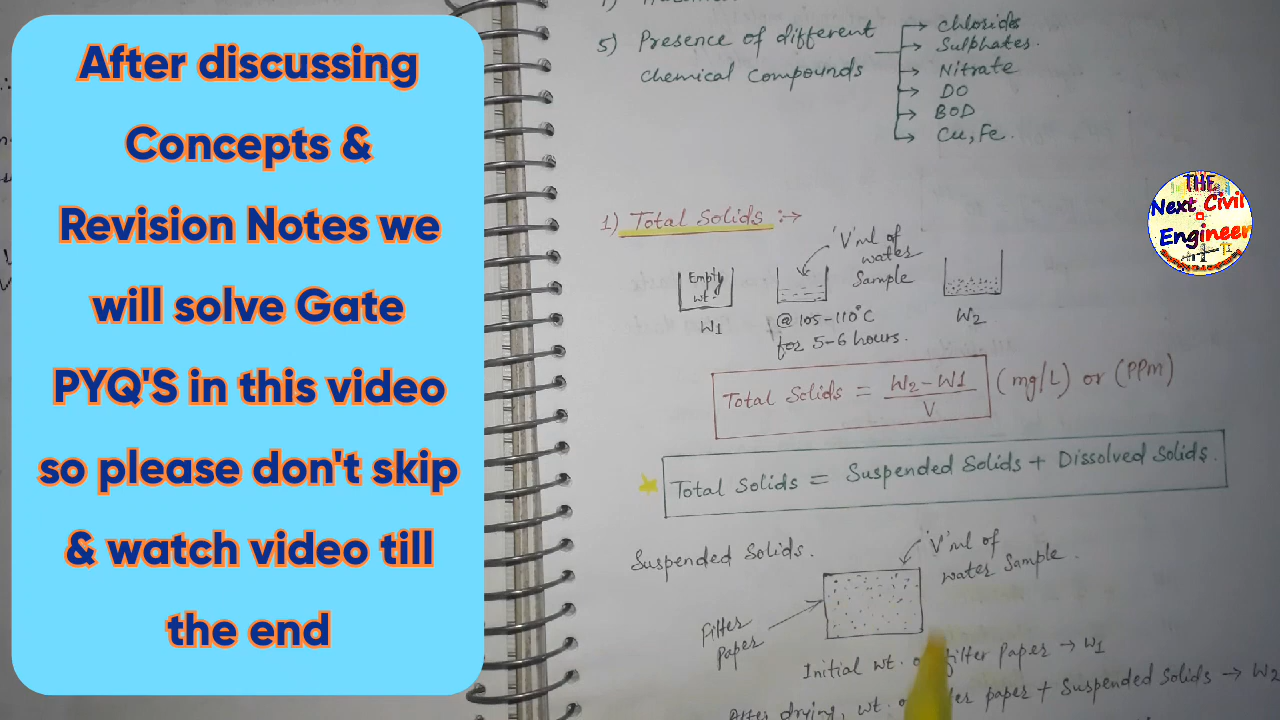 After discussing
Concepts &
Revision Notes we
will solve Gate
PYQ'S in this video
so please don't skip
& watch video till
the end
5) Presence of different
chemical compounds
Chlorides
Sulphates.
Nitrate
DO
BOD
Cu, Fe.
THE
Next Civil
Engineer
1) Total Solids :->
Empty
wt.
W1
'V' ml of
water
Sample
@ 105-110°C
for 5-6 hours.
W2
Total Solids = W2-W1 / V (mg/L) or (PPm)
Total Solids = Suspended Solids + Dissolved Solids.
Suspended Solids.
'V' ml of
water Sample.
Filter
paper
Initial wt. filter paper → W1
After drying, wt. paper + Suspended Solids → W2